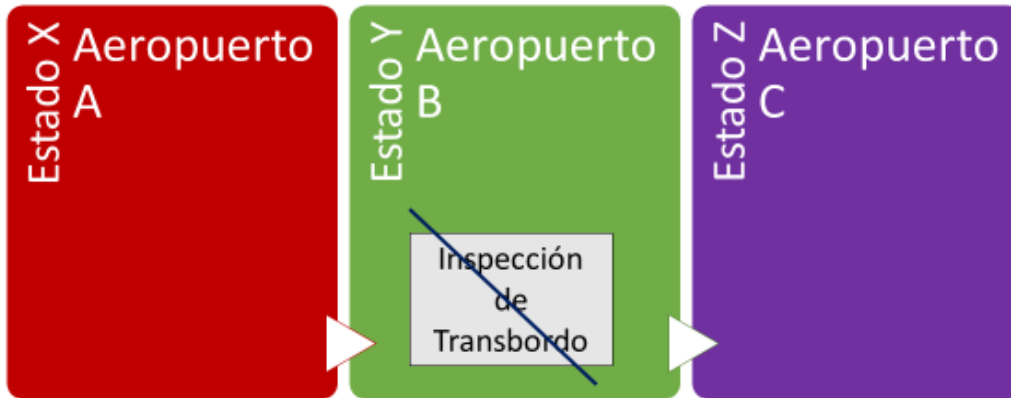 Estado X
Aeropuerto
A
Estado Y
Aeropuerto
B
Inspección
de
Transbordo
Estado Z
Aeropuerto
C